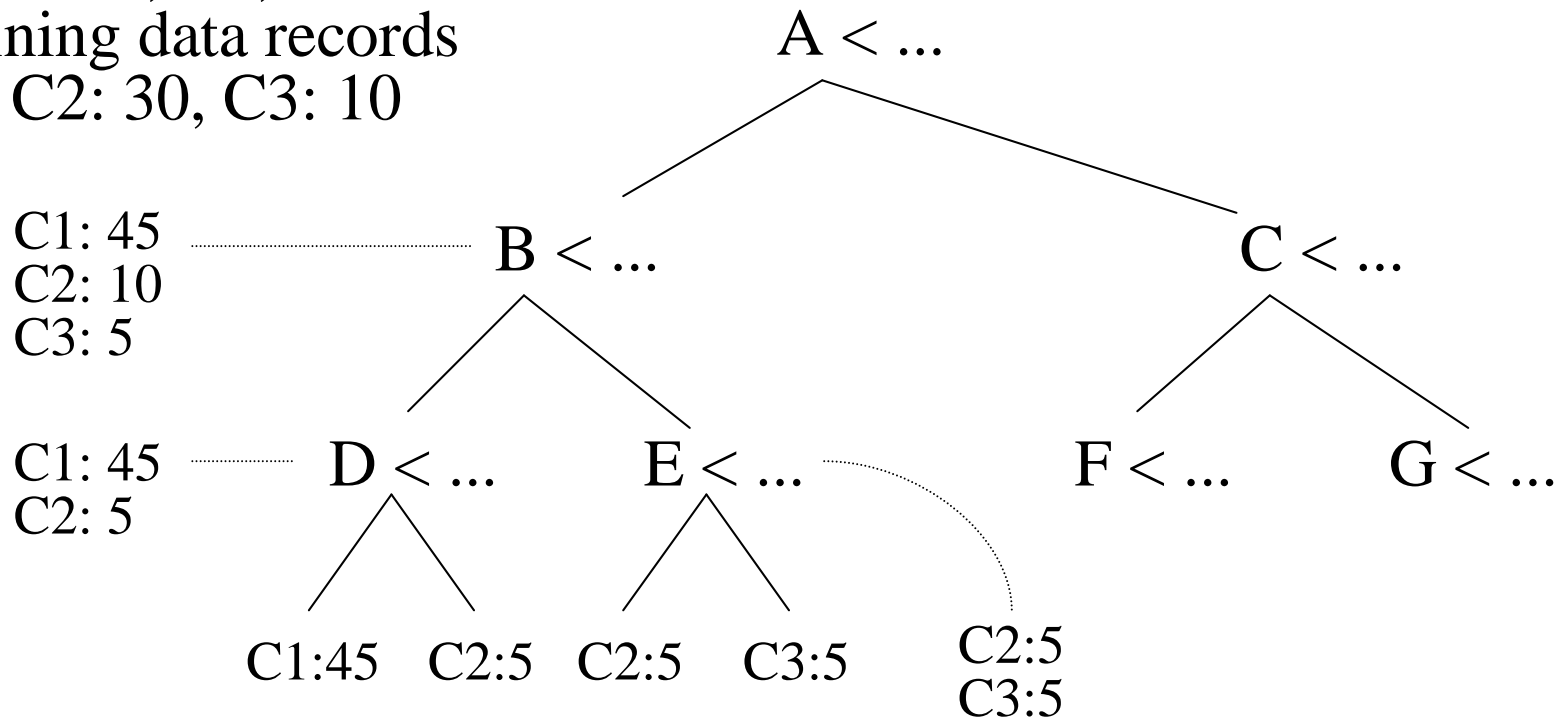 data records
C2: 30, C3: 10
A < ...
C1: 45
C2: 10
C3: 5
B < ...
C < ...
C1: 45
C2: 5
D < ...
E < ...
F < ...
G < ...
C1:45
C2:5
C2:5
C3:5
C2:5
C3:5